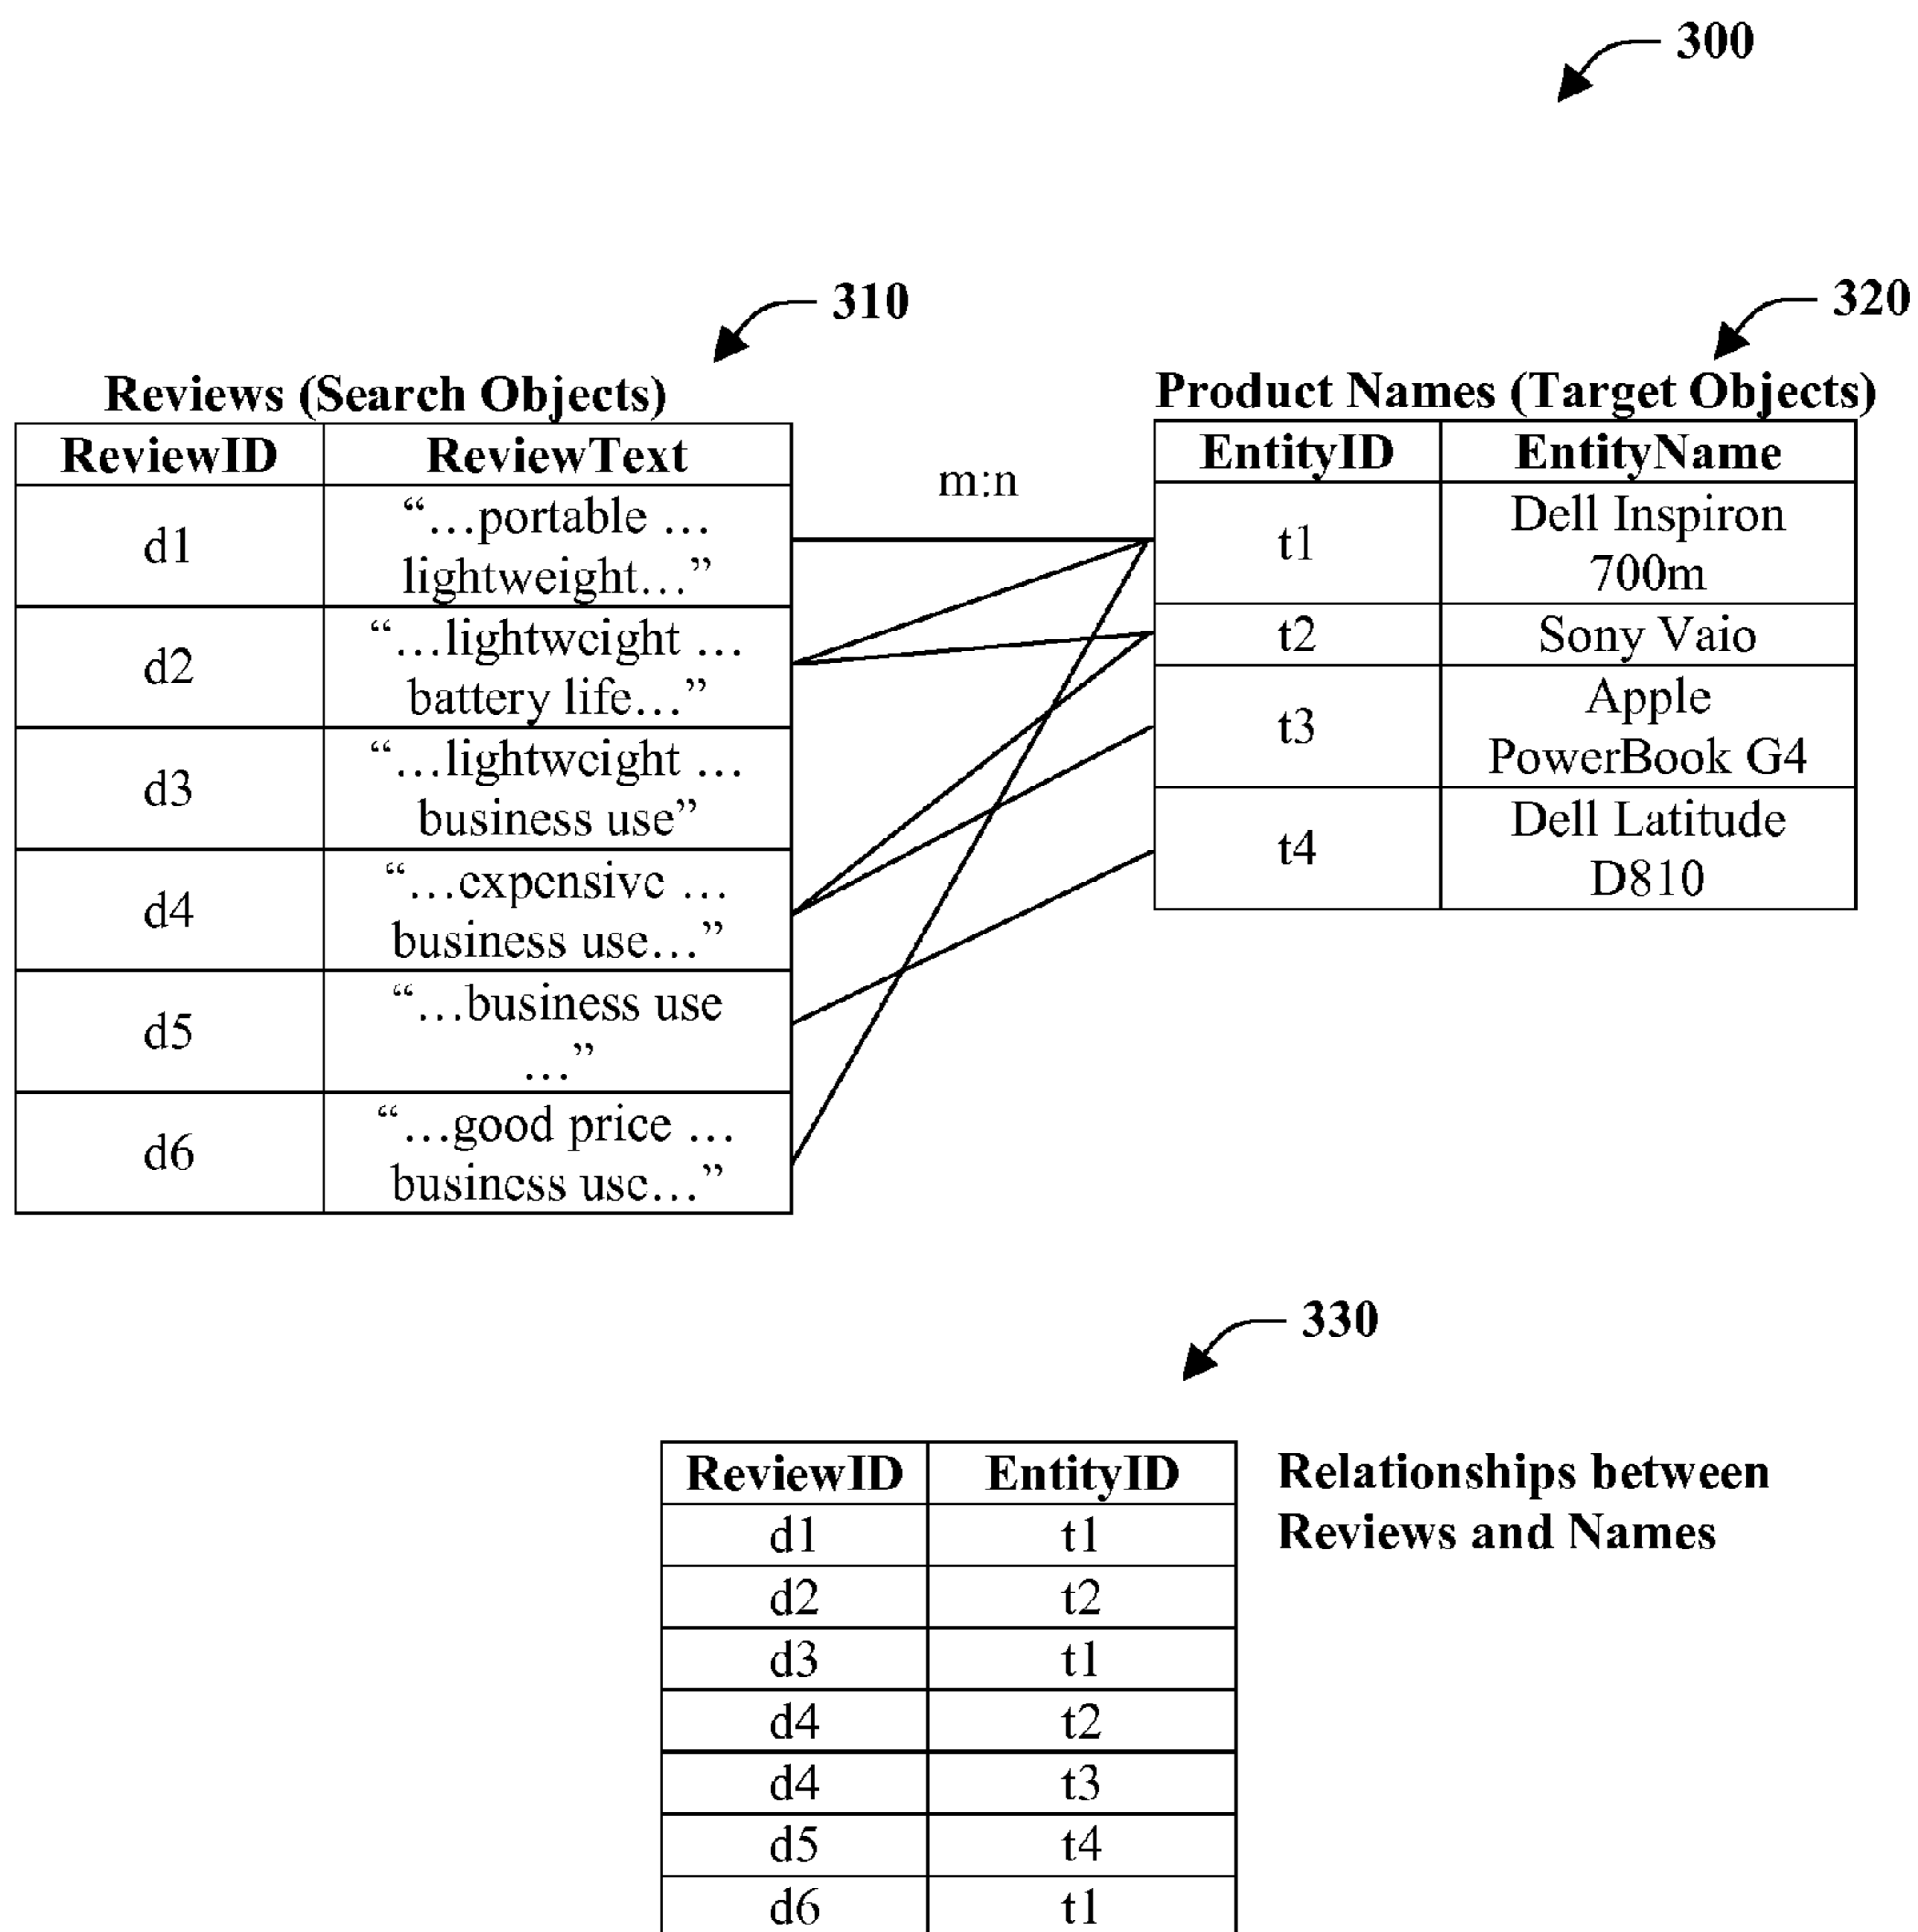 300
310
320
Reviews (Search Objects)
ReviewID ReviewText
d1 “…portable …
lightweight…”
d2 “…lightweight …
battery life…”
d3 “…lightweight …
business use”
d4 “…expensive …
business use…”
d5 “…business use
…”
d6 “…good price …
business use…”
m:n
Product Names (Target Objects)
EntityID EntityName
t1 Dell Inspiron
700m
t2 Sony Vaio
t3 Apple
PowerBook G4
t4 Dell Latitude
D810
330
ReviewID EntityID
d1 t1
d2 t2
d3 t1
d4 t2
d4 t3
d5 t4
d6 t1
Relationships between
Reviews and Names